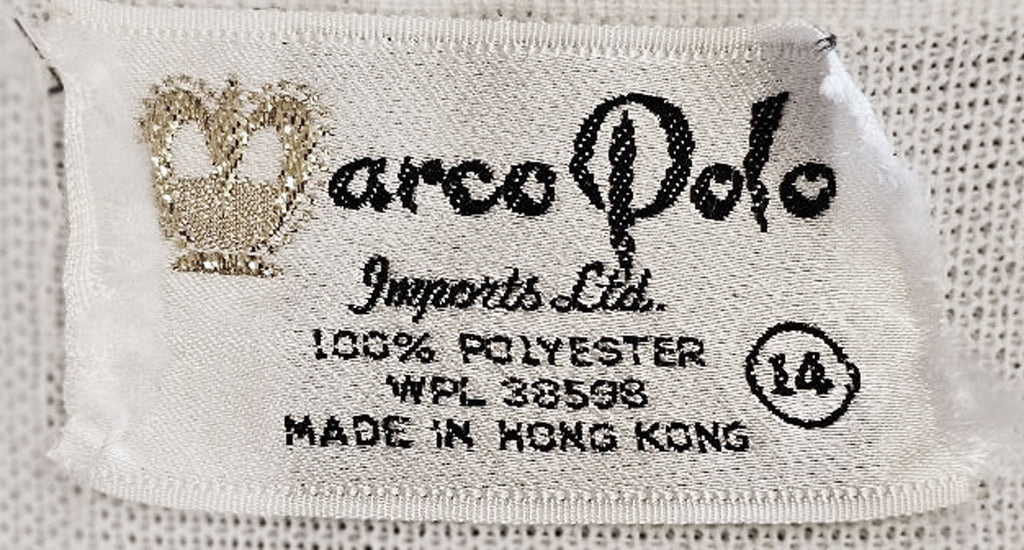 Marco Polo
Imports Ltd.
100% POLYESTER
WPL 38598
MADE IN HONG KONG
14